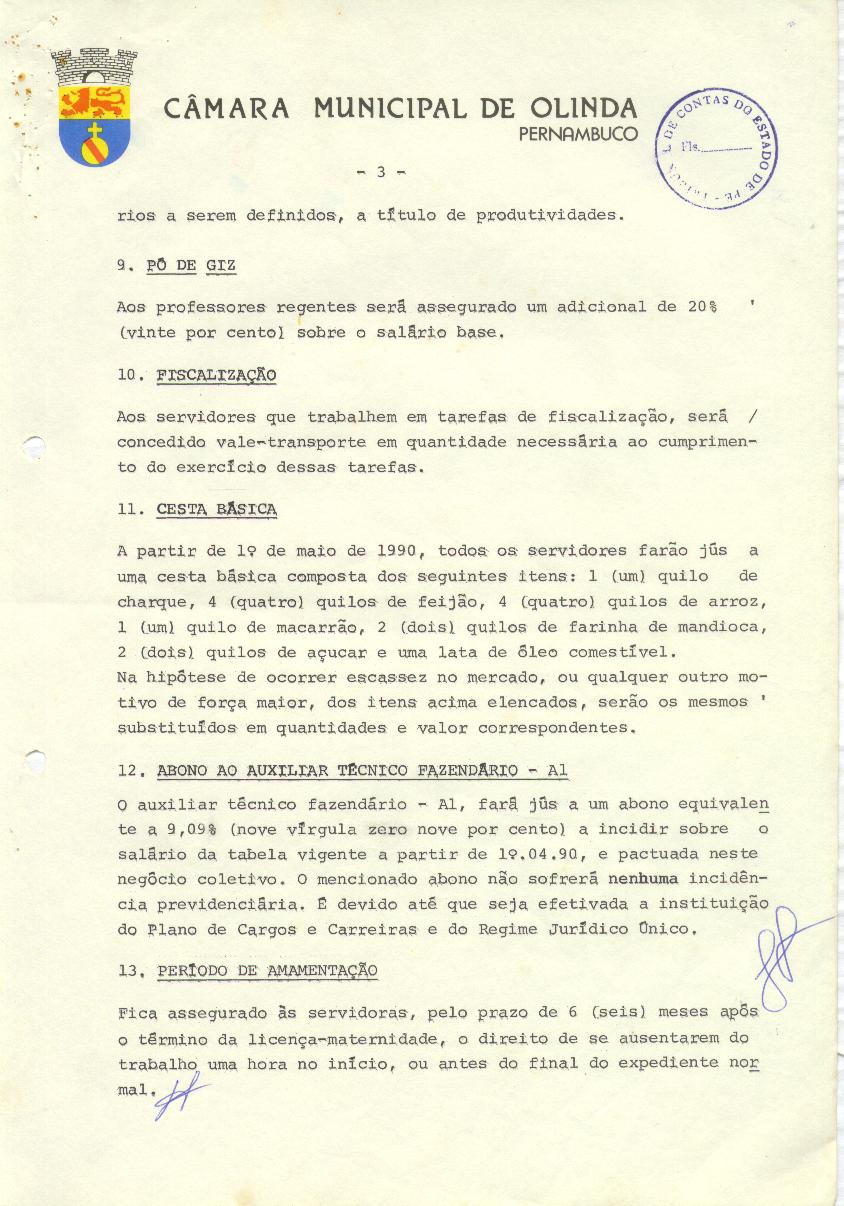 CÂMARA MUNICIPAL DE OLINDA
PERNAMBUCO
DE CONTAS DO ESTADO DE PE -
Fls.
- 3 -
rios a serem definidos, a título de produtividades.
9. PÓ DE GIZ
Aos professores regentes será assegurado um adicional de 20% '
(vinte por cento) sobre o salário base.
10. FISCALIZAÇÃO
Aos servidores que trabalhem em tarefas de fiscalização, será /
concedido vale-transporte em quantidade necessária ao cumprimen-
to do exercício dessas tarefas.
11. CESTA BÁSICA
A partir de 1º de maio de 1990, todos os servidores farão jús a
uma cesta básica composta dos seguintes itens: 1 (um) quilo de
charque, 4 (quatro) quilos de feijão, 4 (quatro) quilos de arroz,
1 (um) quilo de macarrão, 2 (dois) quilos de farinha de mandioca,
2 (dois) quilos de açucar e uma lata de óleo comestível.
Na hipótese de ocorrer escassez no mercado, ou qualquer outro mo-
tivo de força maior, dos itens acima elencados, serão os mesmos '
substituídos em quantidades e valor correspondentes.
12. ABONO AO AUXILIAR TÉCNICO FAZENDÁRIO - A1
O auxiliar técnico fazendário - A1, fará jús a um abono equivalen
te a 9,09% (nove vírgula zero nove por cento) a incidir sobre o
salário da tabela vigente a partir de 1º.04.90, e pactuada neste
negócio coletivo. O mencionado abono não sofrerá nenhuma incidên-
cia previdenciária. É devido até que seja efetivada a instituição
do Plano de Cargos e Carreiras e do Regime Jurídico Único.
13. PERÍODO DE AMAMENTAÇÃO
Fica assegurado às servidoras, pelo prazo de 6 (seis) meses após
o término da licença-maternidade, o direito de se ausentarem do
trabalho uma hora no início, ou antes do final do expediente nor
mal.